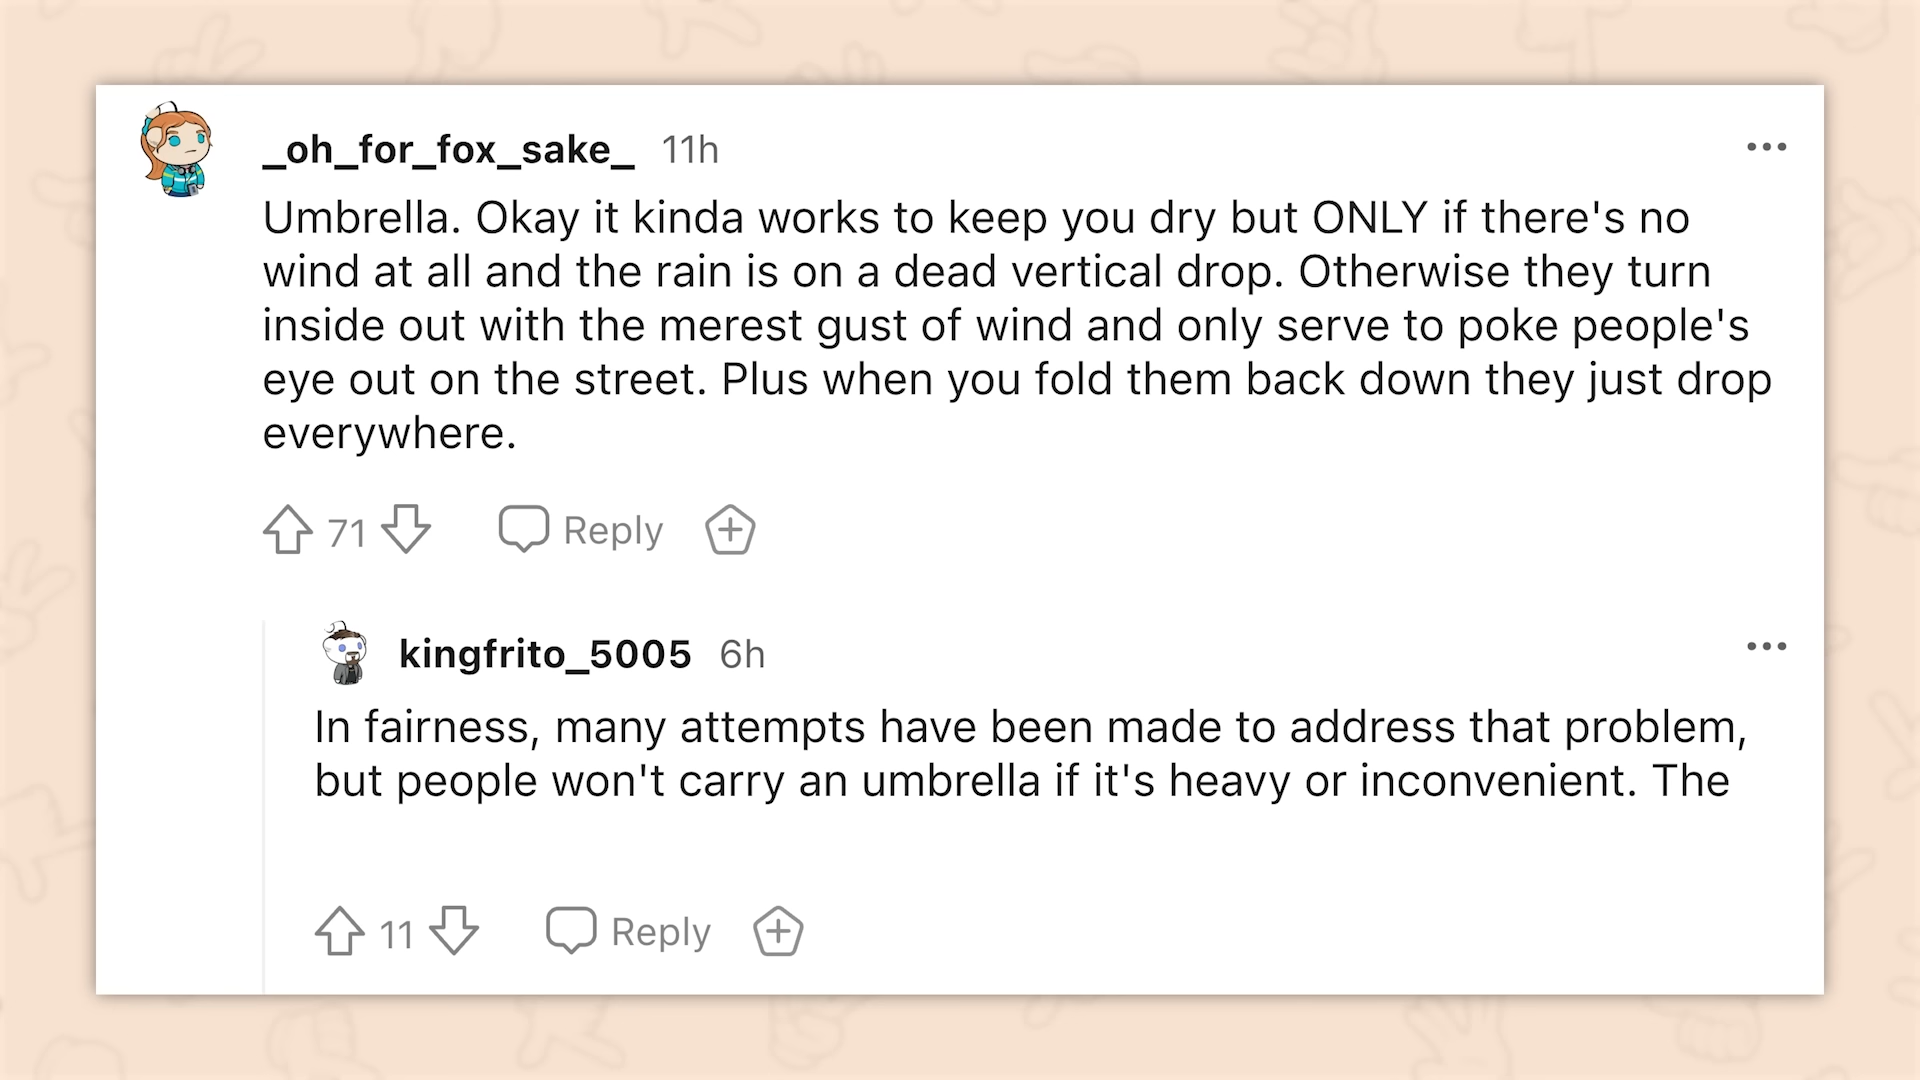 _oh_for_fox_sake_ 11h
Umbrella. Okay it kinda works to keep you dry but ONLY if there's no
wind at all and the rain is on a dead vertical drop. Otherwise they turn
inside out with the merest gust of wind and only serve to poke people's
eye out on the street. Plus when you fold them back down they just drop
everywhere.
71 Reply
kingfrito_5005 6h
In fairness, many attempts have been made to address that problem,
but people won't carry an umbrella if it's heavy or inconvenient. The
11 Reply